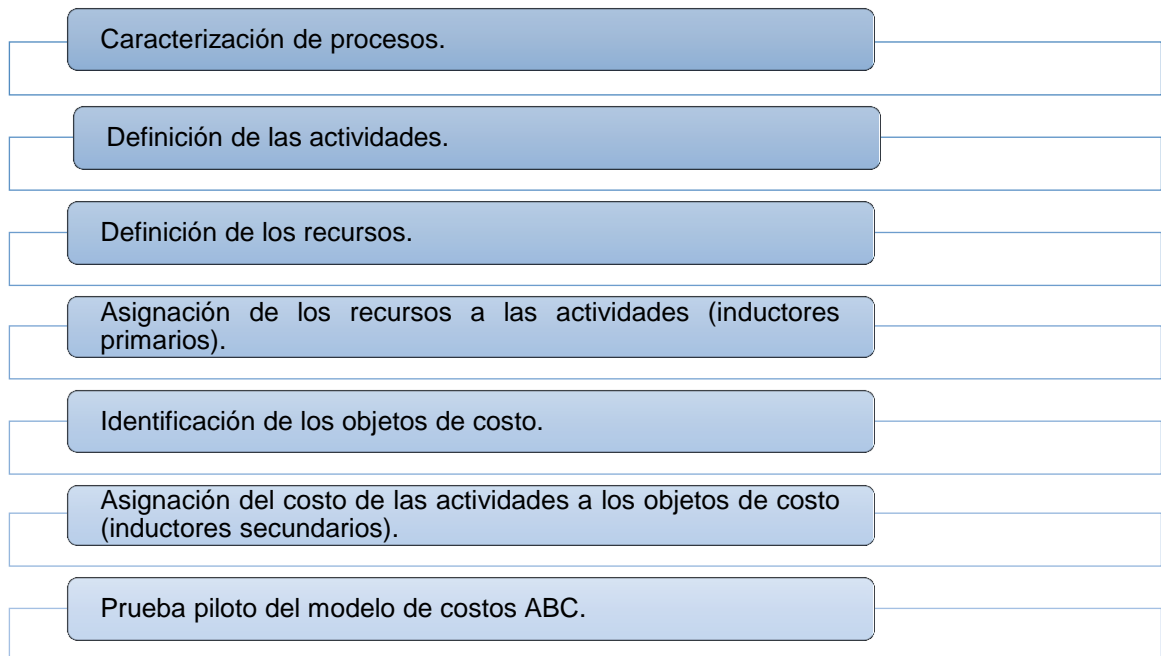 Caracterización de procesos.
Definición de las actividades.
Definición de los recursos.
Asignación de los recursos a las actividades (inductores
primarios).
Identificación de los objetos de costo.
Asignación del costo de las actividades a los objetos de costo
(inductores secundarios).
Prueba piloto del modelo de costos ABC.